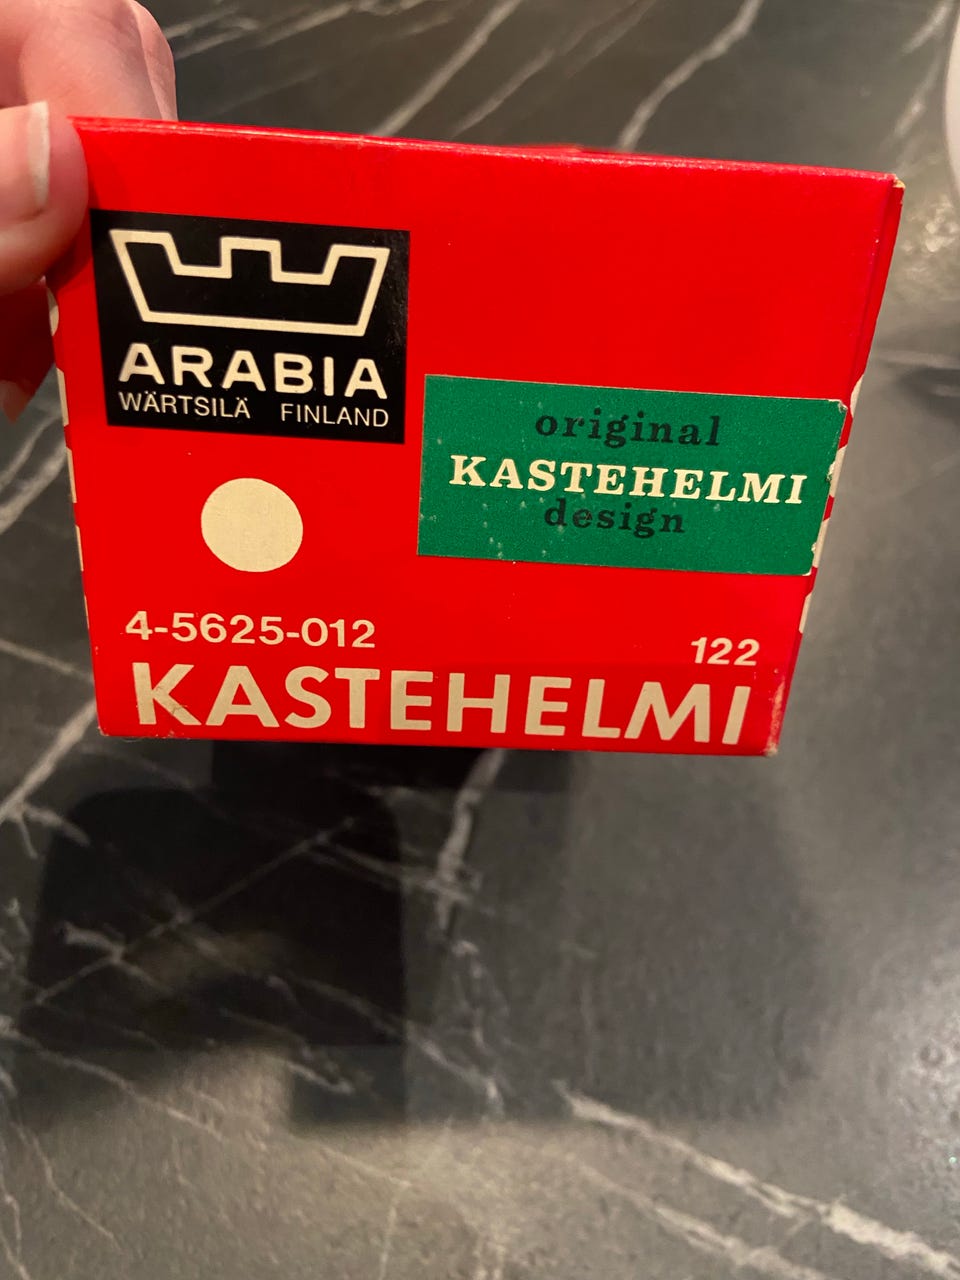 ARABIA
WÄRTSILÄ FINLAND
original
KASTEHELMI
design
4-5625-012
122
KASTEHELMI